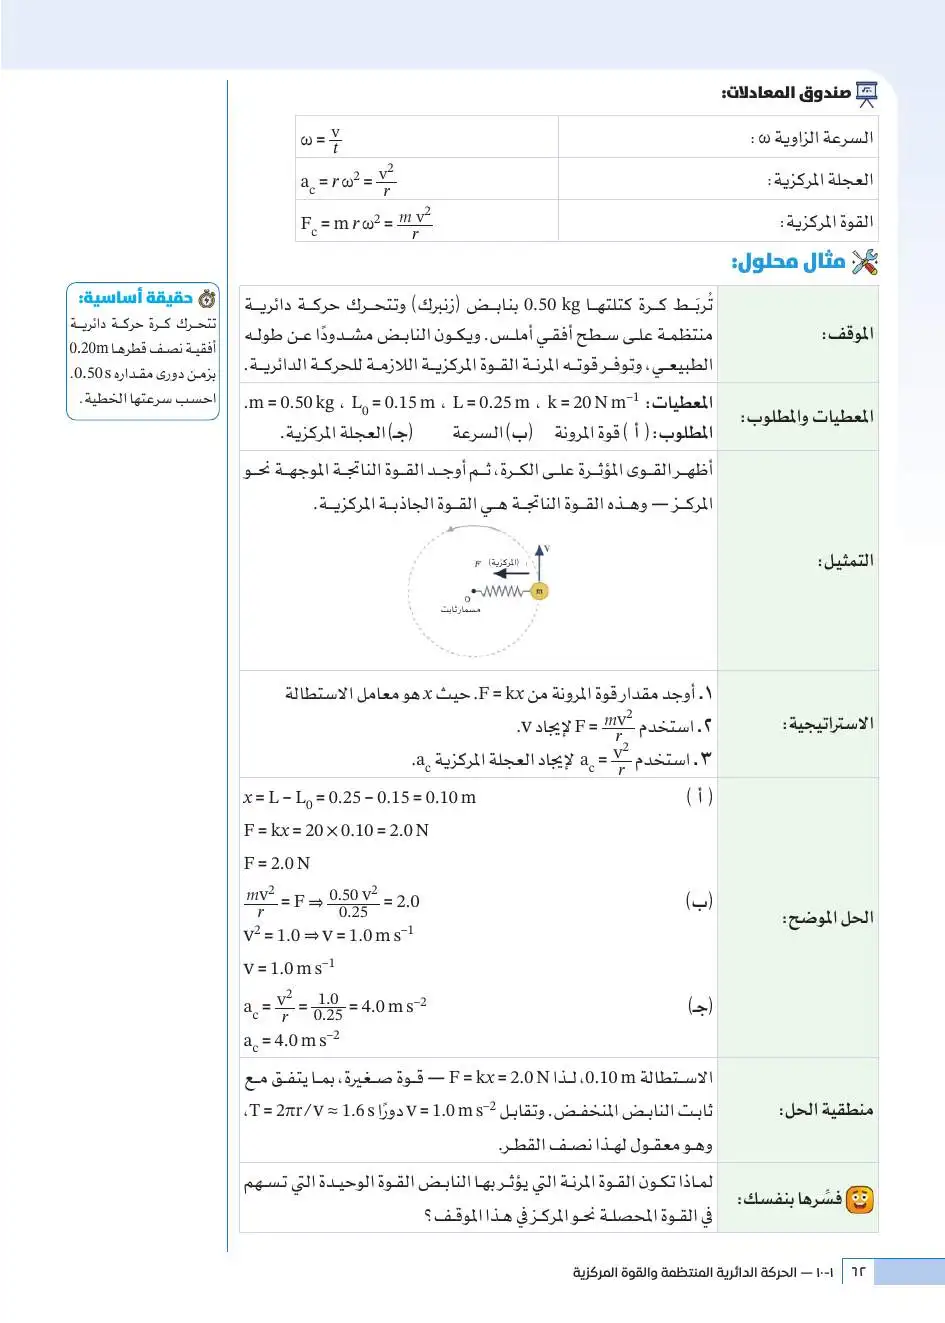 صندوق المعادلات:
السرعة الزاوية ω : ω = v/t
العجلة المركزية: a_c = r ω² = v²/r
القوة المركزية: F_c = m r ω² = m v²/r
مثال محلول:
الموقف:
تُربَط كرة كتلتها 0.50 kg بنابض (زنبرك) وتتحرك حركة دائرية
منتظمة على سطح أفقي أملس. ويكون النابض مشدودًا عن طوله
الطبيعي، وتوفر قوته المرنة القوة المركزية اللازمة للحركة الدائرية.
المعطيات والمطلوب:
المعطيات: m = 0.50 kg ، L₀ = 0.15 m ، L = 0.25 m ، k = 20 N m⁻¹.
المطلوب: ( أ ) قوة المرونة (ب) السرعة (جـ) العجلة المركزية.
التمثيل:
أظهر القوى المؤثرة على الكرة، ثم أوجد القوة الناتجة الموجهة نحو
المركز — وهذه القوة الناتجة هي القوة الجاذبة المركزية.
v
F (المركزية)
m
O
مسمار ثابت
الاستراتيجية:
١. أوجد مقدار قوة المرونة من F = kx. حيث x هو معامل الاستطالة
٢. استخدم F = mv²/r لإيجاد v.
٣. استخدم a_c = v²/r لإيجاد العجلة المركزية a_c.
الحل الموضح:
( أ ) x = L − L₀ = 0.25 − 0.15 = 0.10 m
F = kx = 20 × 0.10 = 2.0 N
F = 2.0 N
(ب) mv²/r = F ⇒ 0.50 v²/0.25 = 2.0
v² = 1.0 ⇒ v = 1.0 m s⁻¹
v = 1.0 m s⁻¹
(جـ) a_c = v²/r = 1.0/0.25 = 4.0 m s⁻²
a_c = 4.0 m s⁻²
منطقية الحل:
الاستطالة 0.10 m، لذا F = kx = 2.0 N — قوة صغيرة، بما يتفق مع
ثابت النابض المنخفض. وتقابل v = 1.0 m s⁻² دورًا T = 2πr/v ≈ 1.6 s،
وهو معقول لهذا نصف القطر.
فسِّرها بنفسك:
لماذا تكون القوة المرنة التي يؤثر بها النابض القوة الوحيدة التي تسهم
في القوة المحصلة نحو المركز في هذا الموقف؟
حقيقة أساسية:
تتحرك كرة حركة دائرية
أفقية نصف قطرها 0.20m
بزمن دورى مقداره 0.50 s.
احسب سرعتها الخطية.
٦٢ ١-١٠ — الحركة الدائرية المنتظمة والقوة المركزية